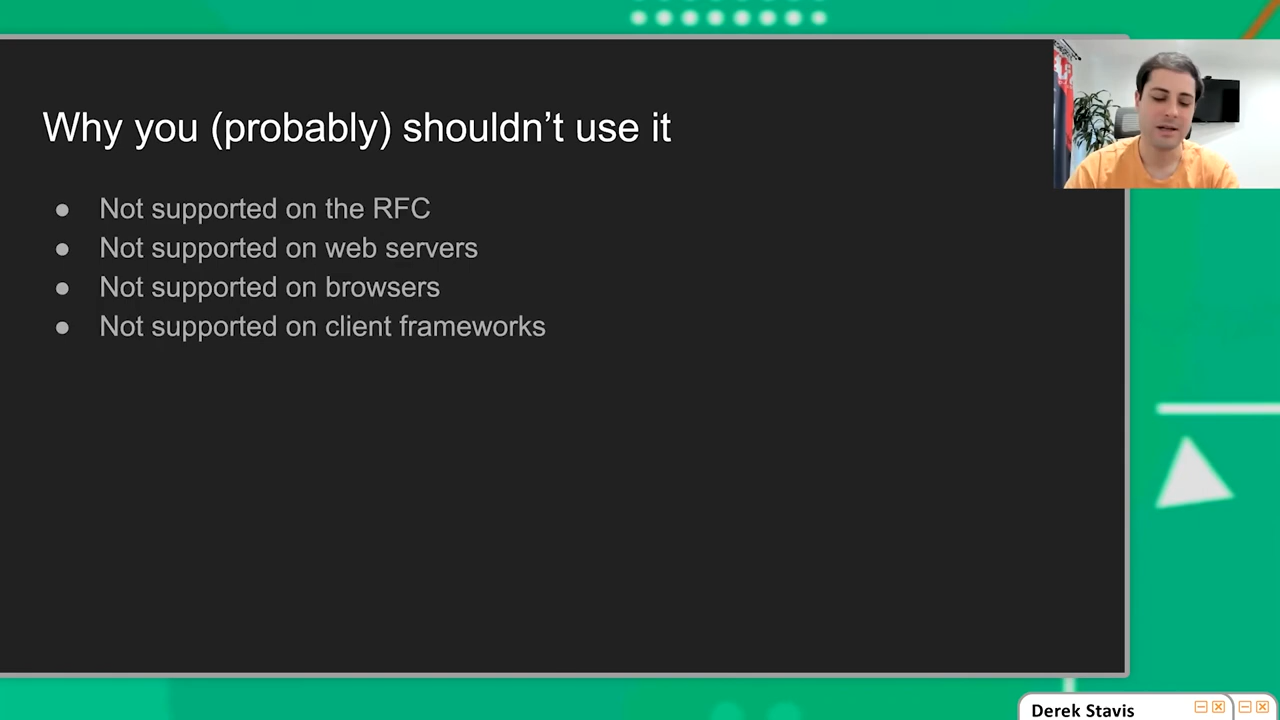 Why you (probably) shouldn’t use it
● Not supported on the RFC
● Not supported on web servers
● Not supported on browsers
● Not supported on client frameworks
Derek Stavis